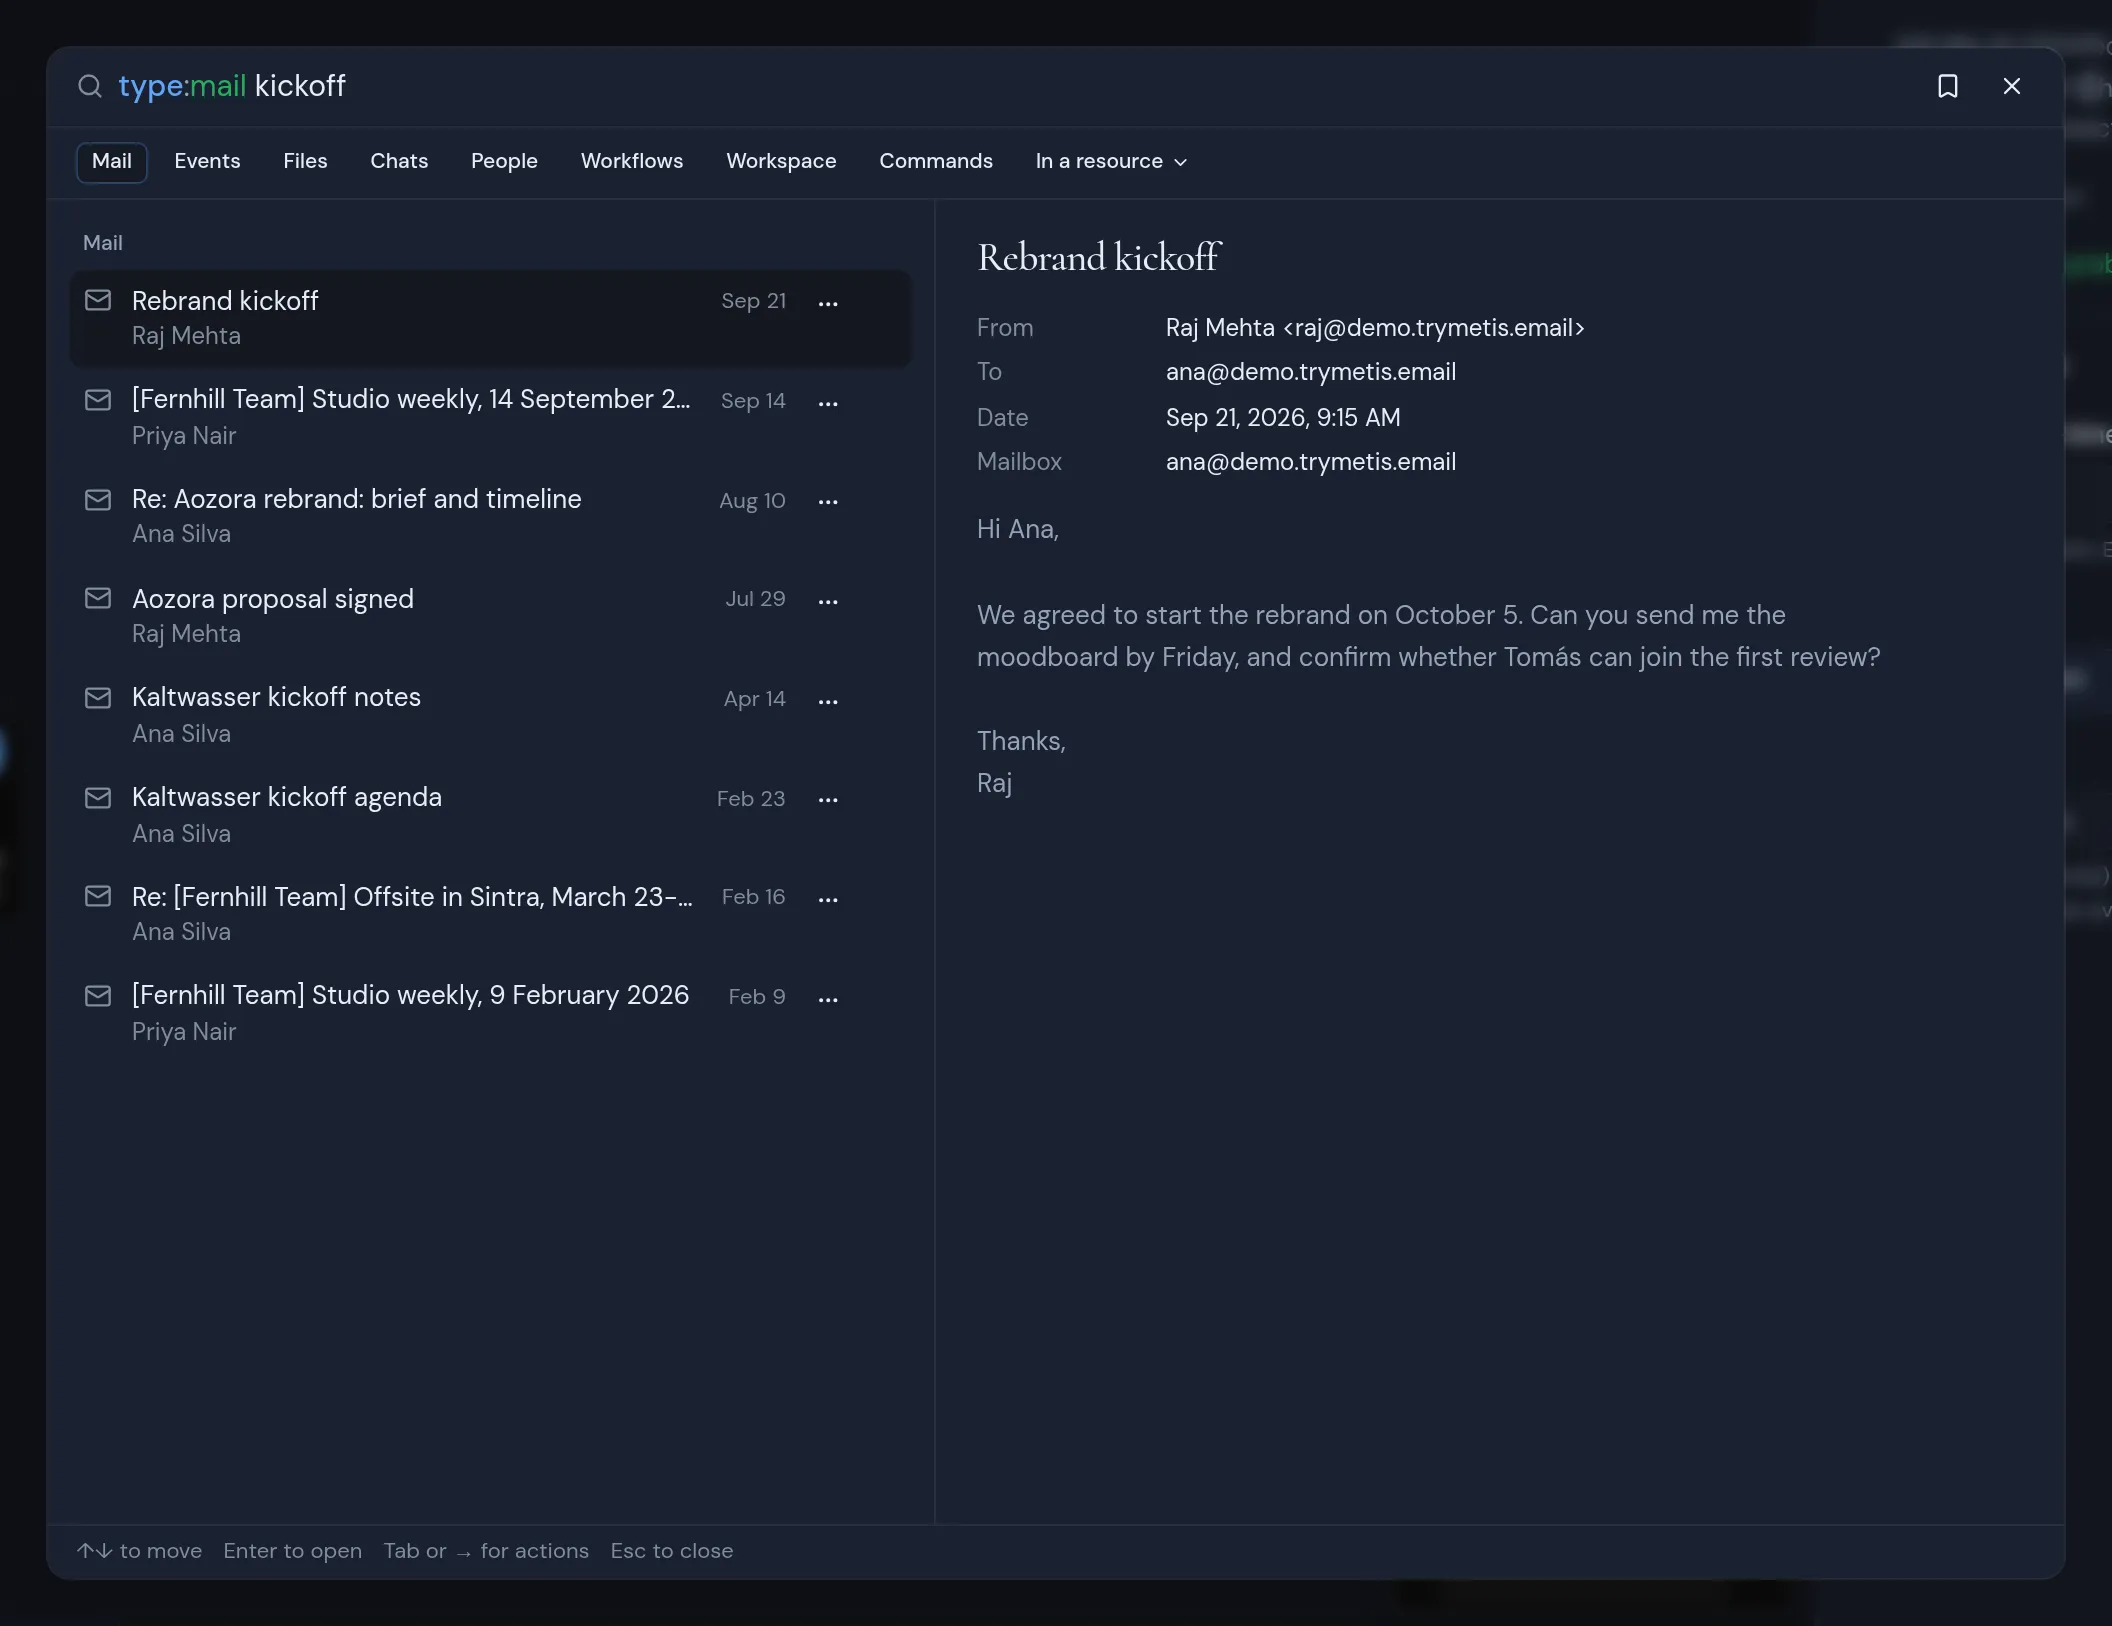 type:mail kickoff
Mail Events Files Chats People Workflows Workspace Commands In a resource
Mail
Rebrand kickoff Sep 21 ...
Raj Mehta
[Fernhill Team] Studio weekly, 14 September 2... Sep 14 ...
Priya Nair
Re: Aozora rebrand: brief and timeline Aug 10 ...
Ana Silva
Aozora proposal signed Jul 29 ...
Raj Mehta
Kaltwasser kickoff notes Apr 14 ...
Ana Silva
Kaltwasser kickoff agenda Feb 23 ...
Ana Silva
Re: [Fernhill Team] Offsite in Sintra, March 23-... Feb 16 ...
Ana Silva
[Fernhill Team] Studio weekly, 9 February 2026 Feb 9 ...
Priya Nair
Rebrand kickoff
From Raj Mehta <raj@demo.trymetis.email>
To ana@demo.trymetis.email
Date Sep 21, 2026, 9:15 AM
Mailbox ana@demo.trymetis.email
Hi Ana,
We agreed to start the rebrand on October 5. Can you send me the
moodboard by Friday, and confirm whether Tomás can join the first review?
Thanks,
Raj
↑↓ to move Enter to open Tab or → for actions Esc to close